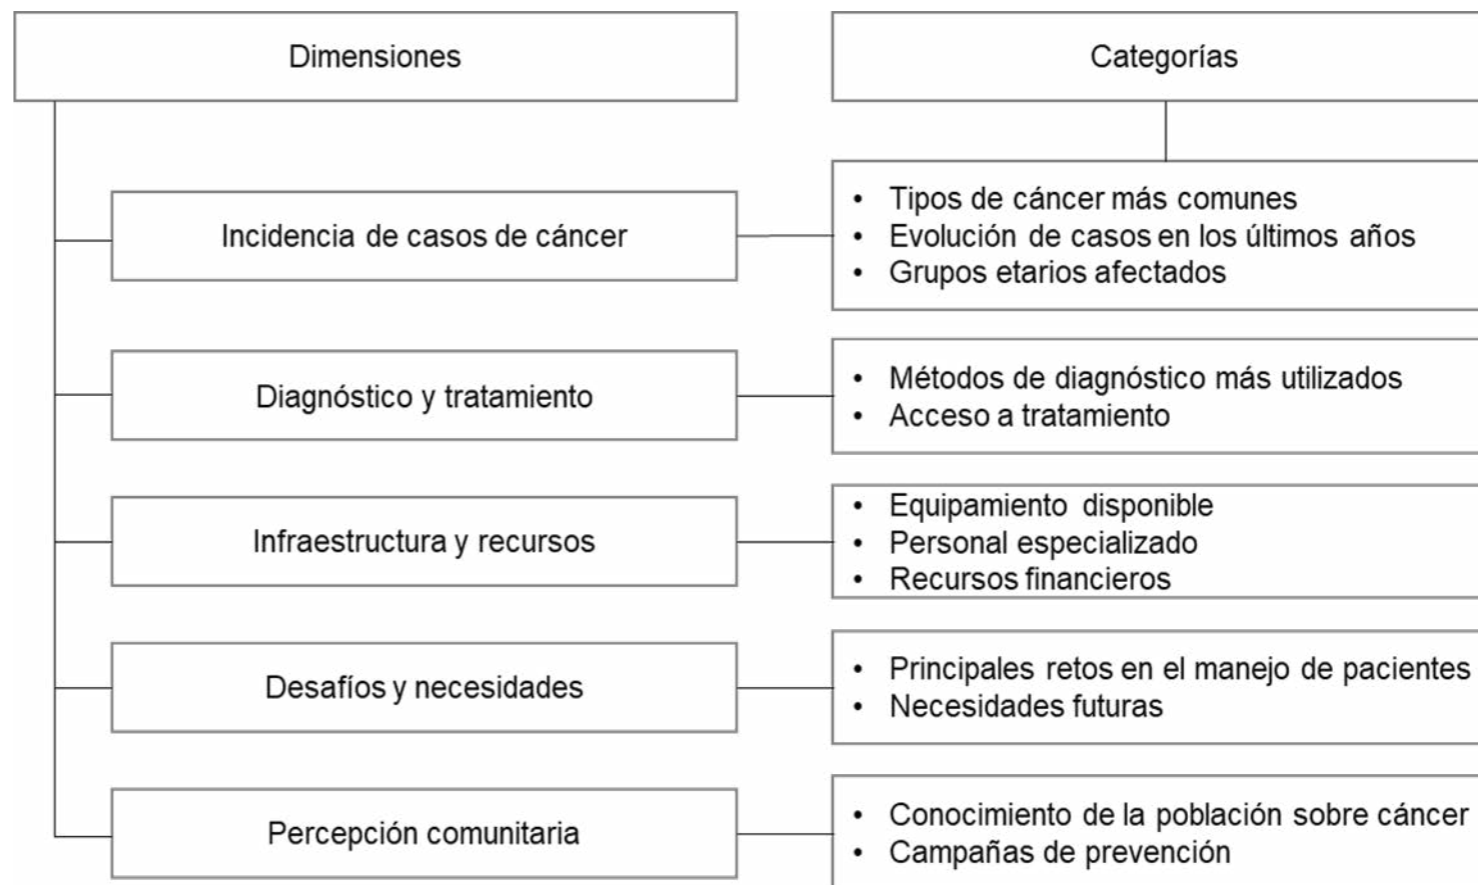 Dimensiones
Categorías
Incidencia de casos de cáncer
• Tipos de cáncer más comunes
• Evolución de casos en los últimos años
• Grupos etarios afectados
Diagnóstico y tratamiento
• Métodos de diagnóstico más utilizados
• Acceso a tratamiento
Infraestructura y recursos
• Equipamiento disponible
• Personal especializado
• Recursos financieros
Desafíos y necesidades
• Principales retos en el manejo de pacientes
• Necesidades futuras
Percepción comunitaria
• Conocimiento de la población sobre cáncer
• Campañas de prevención